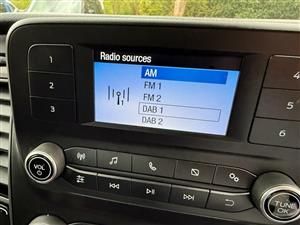 Radio sources
AM
FM 1
FM 2
DAB 1
DAB 2
1
2
3
4
5
6
VOL
TUNE
OK